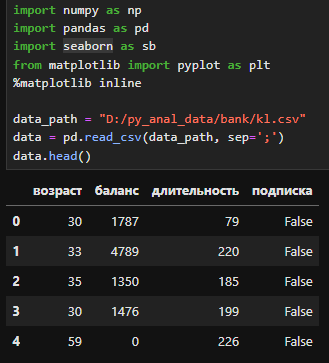 import numpy as np
import pandas as pd
import seaborn as sb
from matplotlib import pyplot as plt
%matplotlib inline
data_path = "D:/py_anal_data/bank/kl.csv"
data = pd.read_csv(data_path, sep=';')
data.head()
возраст баланс длительность подписка
0 30 1787 79 False
1 33 4789 220 False
2 35 1350 185 False
3 30 1476 199 False
4 59 0 226 False